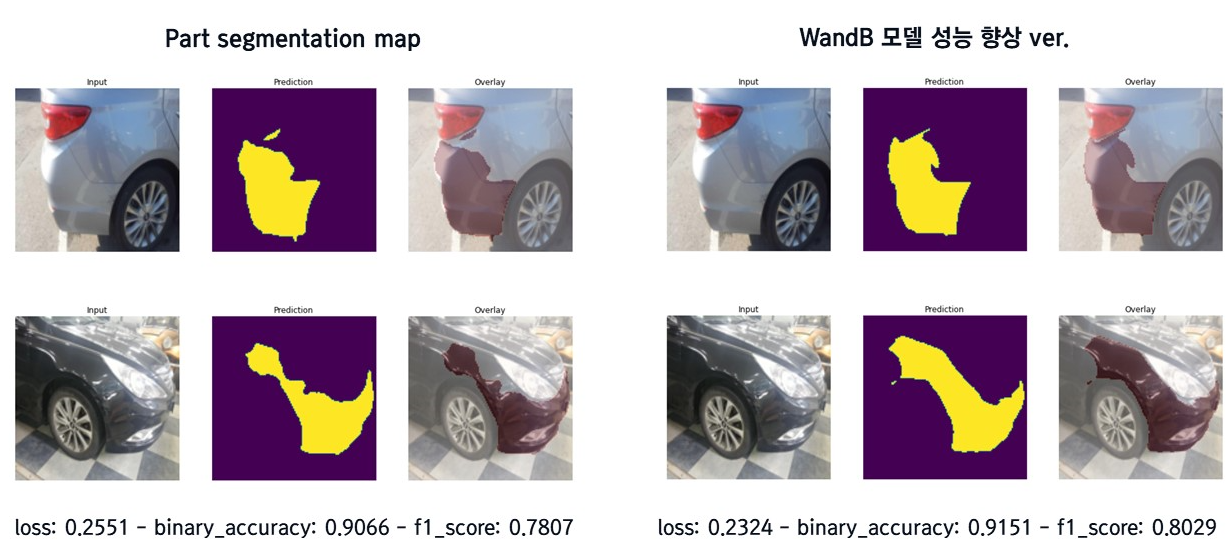 Part segmentation map
WandB 모델 성능 향상 ver.
Input Prediction Overlay
Input Prediction Overlay
Input Prediction Overlay
Input Prediction Overlay
loss: 0.2551 - binary_accuracy: 0.9066 - f1_score: 0.7807
loss: 0.2324 - binary_accuracy: 0.9151 - f1_score: 0.8029